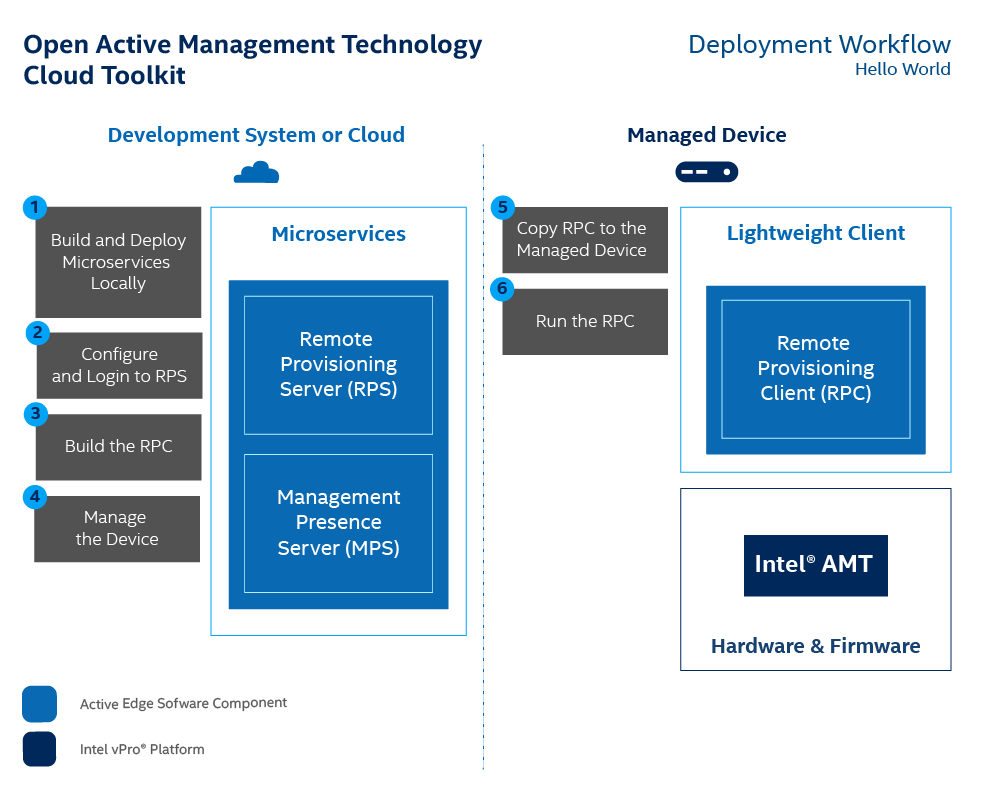 Open Active Management Technology
Cloud Toolkit
Deployment Workflow
Hello World
Development System or Cloud
1
Build and Deploy
Microservices
Locally
2
Configure
and Login to RPS
3
Build the RPC
4
Manage
the Device
Microservices
Remote
Provisioning
Server (RPS)
Management
Presence
Server (MPS)
Managed Device
5
Copy RPC to the
Managed Device
6
Run the RPC
Lightweight Client
Remote
Provisioning
Client (RPC)
Intel® AMT
Hardware & Firmware
Active Edge Sofware Component
Intel vPro® Platform